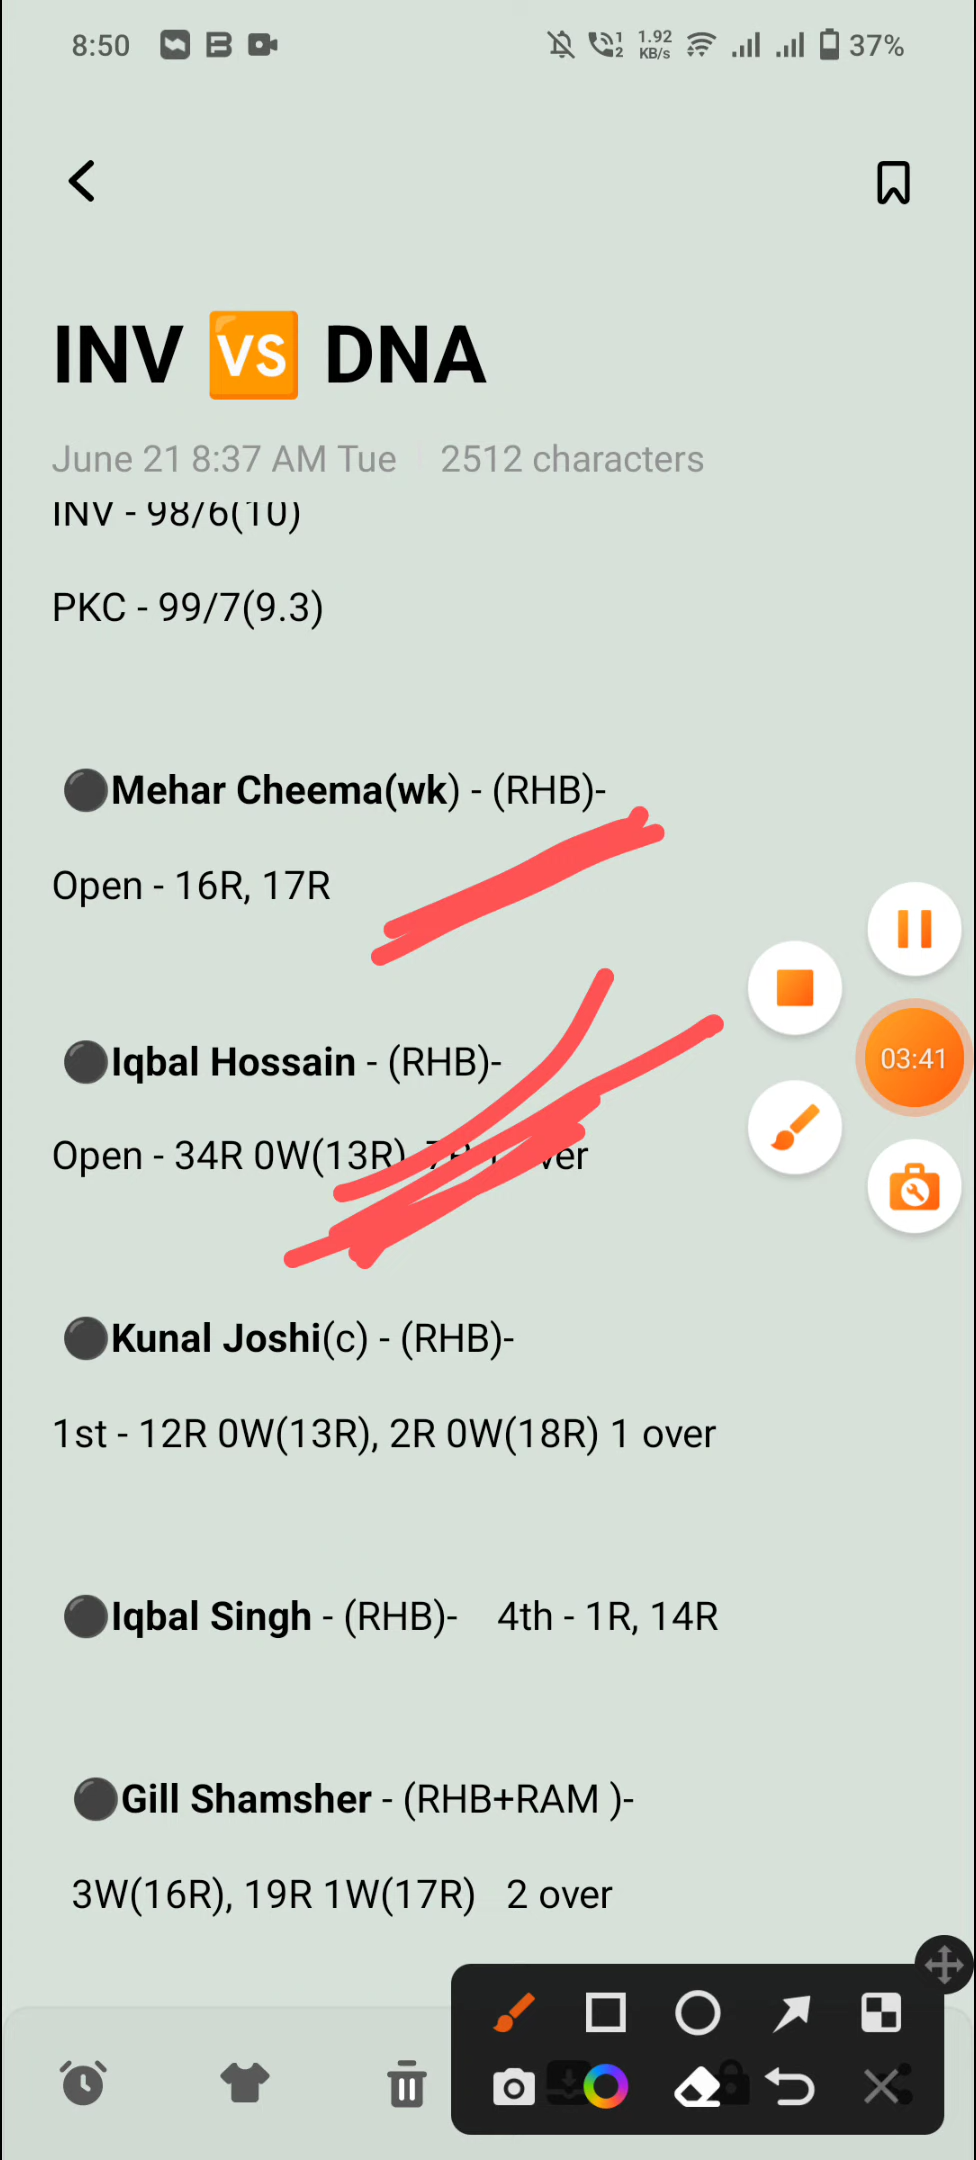 8:50
1.92 KB/s
37%
INV VS DNA
June 21 8:37 AM Tue 2512 characters
INV - 98/6(10)
PKC - 99/7(9.3)
Mehar Cheema(wk) - (RHB)-
Open - 16R, 17R
Iqbal Hossain - (RHB)-
Open - 34R 0W(13R)
Kunal Joshi(c) - (RHB)-
1st - 12R 0W(13R), 2R 0W(18R) 1 over
Iqbal Singh - (RHB)- 4th - 1R, 14R
Gill Shamsher - (RHB+RAM )-
3W(16R), 19R 1W(17R) 2 over
03:41